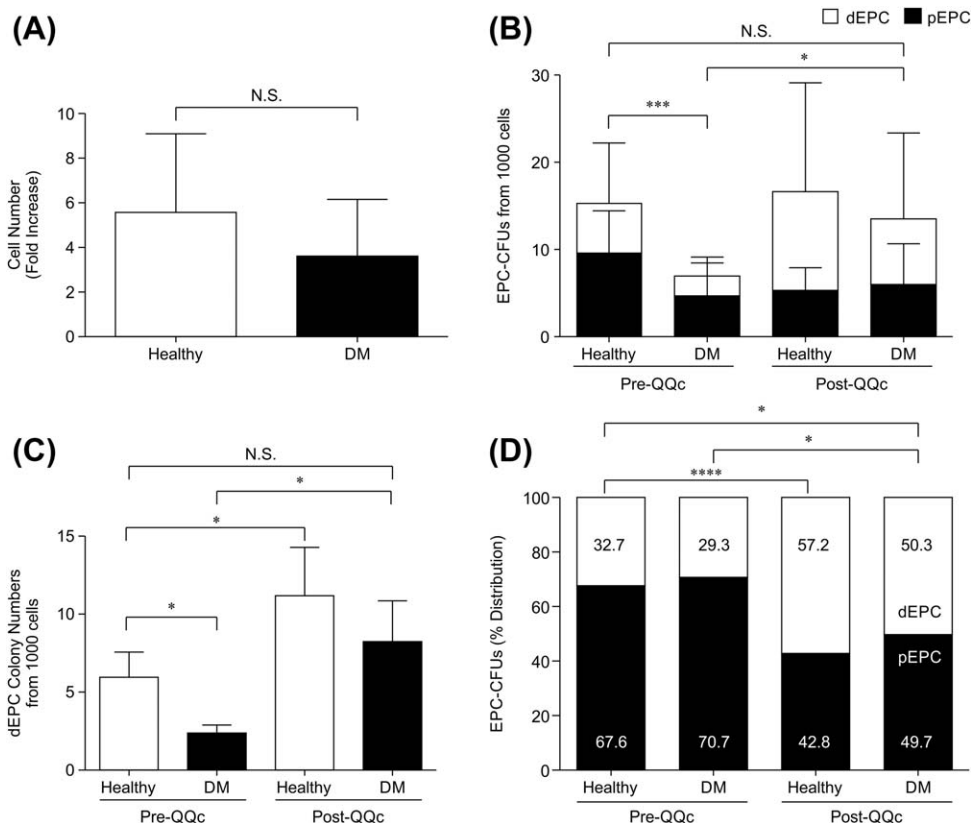 (A)
N.S.
Cell Number
(Fold Increase)
10
8
6
4
2
0
Healthy DM
(B)
dEPC pEPC
N.S.
*
***
EPC-CFUs from 1000 cells
30
20
10
0
Healthy DM Healthy DM
Pre-QQc Post-QQc
(C)
N.S.
*
*
*
dEPC Colony Numbers
from 1000 cells
15
10
5
0
Healthy DM Healthy DM
Pre-QQc Post-QQc
(D)
*
*
****
EPC-CFUs (% Distribution)
100
80
60
40
20
0
32.7 29.3 57.2 50.3
dEPC
pEPC
67.6 70.7 42.8 49.7
Healthy DM Healthy DM
Pre-QQc Post-QQc